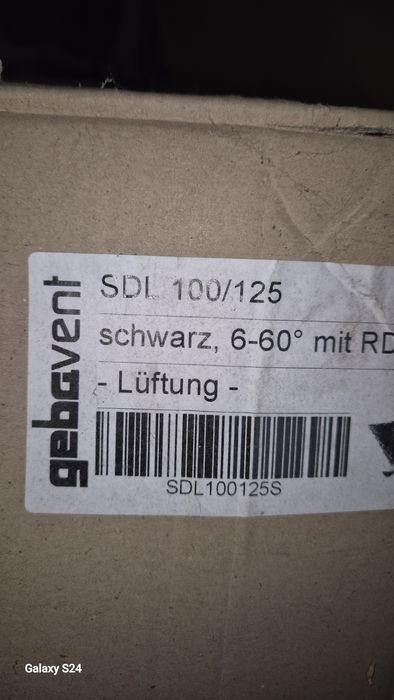 gebavent
SDL 100/125
schwarz, 6-60° mit RD
- Lüftung -
SDL100125S
Galaxy S24